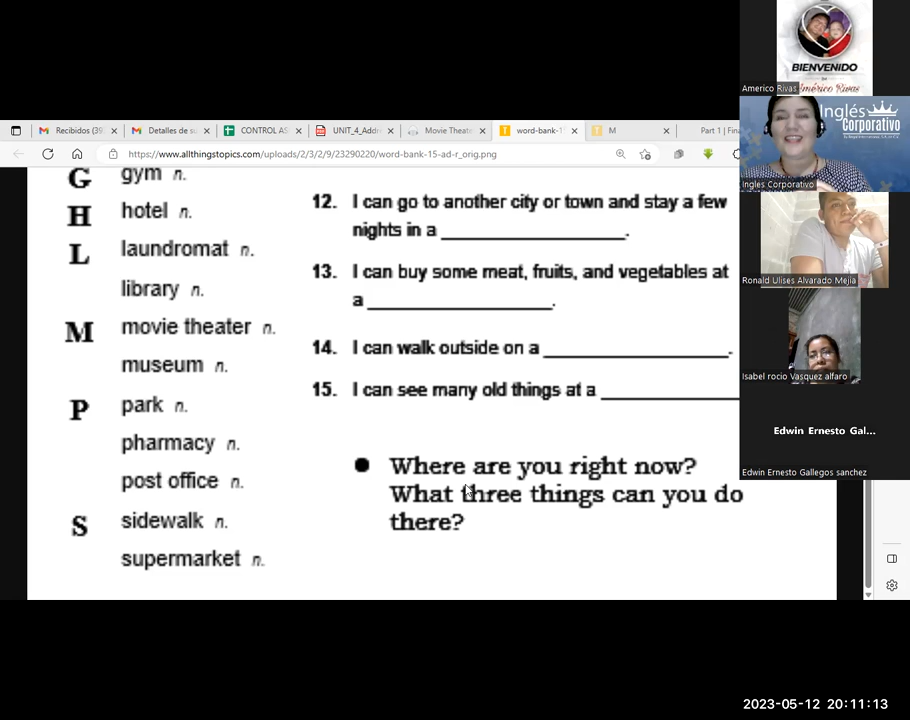 Recibidos (39
Detalles de su
CONTROL AS
UNIT_4_Addr
Movie Theate
word-bank-1
M
Part 1 | Fina
https://www.allthingstopics.com/uploads/2/3/2/9/23290220/word-bank-15-ad-r_orig.png
G gym n.
H hotel n.
L laundromat n.
library n.
M movie theater n.
museum n.
P park n.
pharmacy n.
post office n.
S sidewalk n.
supermarket n.
12. I can go to another city or town and stay a few
nights in a ____________________.
13. I can buy some meat, fruits, and vegetables at
a ____________________.
14. I can walk outside on a ____________________.
15. I can see many old things at a ____________________
● Where are you right now?
What three things can you do
there?
BIENVENIDO
Américo Rivas
Americo Rivas
Inglés
Corporativo
Ingles Corporativo
Ronald Ulises Alvarado Mejia
Isabel rocio Vasquez alfaro
Edwin Ernesto Gal...
Edwin Ernesto Gallegos sanchez
2023-05-12 20:11:13